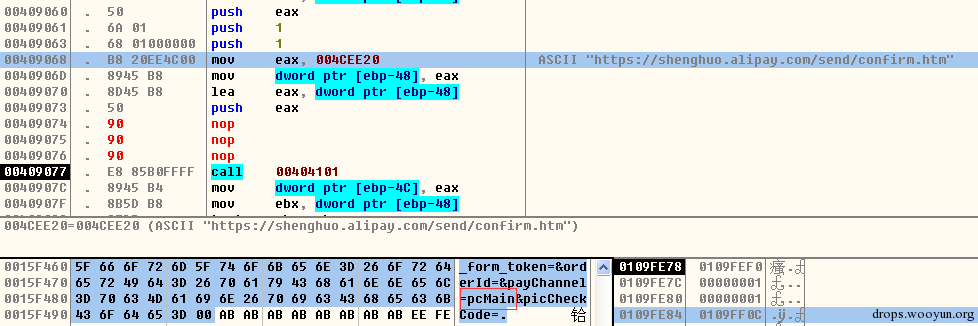 00409060 . 50 push eax
00409061 . 6A 01 push 1
00409063 . 68 01000000 push 1
00409068 . B8 20EE4C00 mov eax, 004CEE20 ASCII "https://shenghuo.alipay.com/send/confirm.htm"
0040906D . 8945 B8 mov dword ptr [ebp-48], eax
00409070 . 8D45 B8 lea eax, dword ptr [ebp-48]
00409073 . 50 push eax
00409074 . 90 nop
00409075 . 90 nop
00409076 . 90 nop
00409077 . E8 85B0FFFF call 00404101
0040907C . 8945 B4 mov dword ptr [ebp-4C], eax
0040907F . 8B5D B8 mov ebx, dword ptr [ebp-48]
004CEE20=004CEE20 (ASCII "https://shenghuo.alipay.com/send/confirm.htm")
0015F460 5F 66 6F 72 6D 5F 74 6F 6B 65 6E 3D 26 6F 72 64 _form_token=&ord 0109FE78 0109FEF0
0015F470 65 72 49 64 3D 26 70 61 79 43 68 61 6E 6E 65 6C erId=&payChannel 0109FE7C 00000001
0015F480 3D 70 63 4D 61 69 6E 26 70 69 63 43 68 65 63 6B =pcMain&picCheck 0109FE80 00000001
0015F490 43 6F 64 65 3D 00 AB AB AB AB AB AB AB AB EE FE Code=. 0109FE84 0109FF0C
drops.wooyun.org